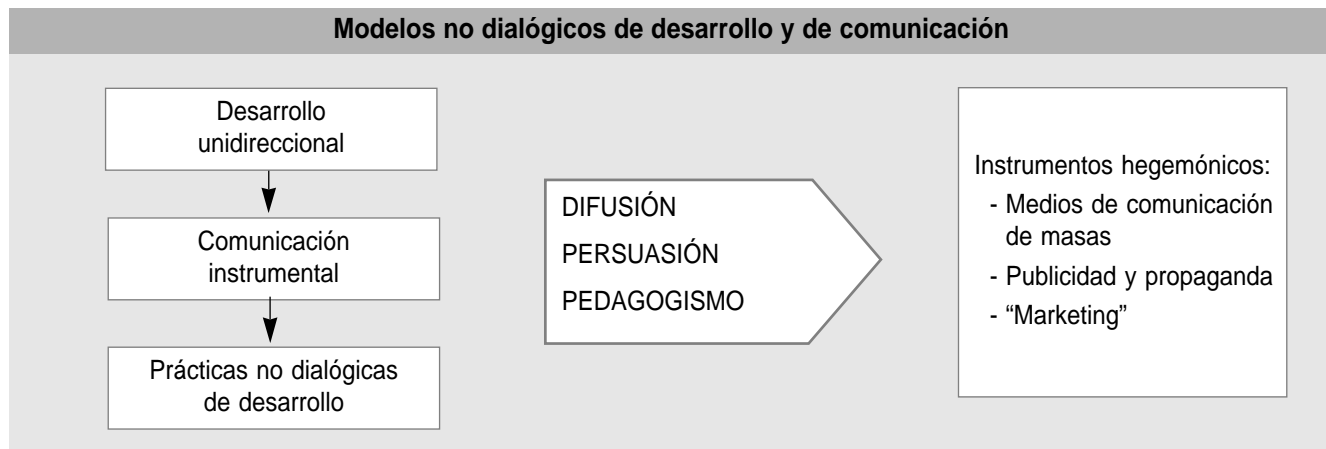 Modelos no dialógicos de desarrollo y de comunicación
Desarrollo
unidireccional
Comunicación
instrumental
Prácticas no dialógicas
de desarrollo
DIFUSIÓN
PERSUASIÓN
PEDAGOGISMO
Instrumentos hegemónicos:
- Medios de comunicación
de masas
- Publicidad y propaganda
- “Marketing”